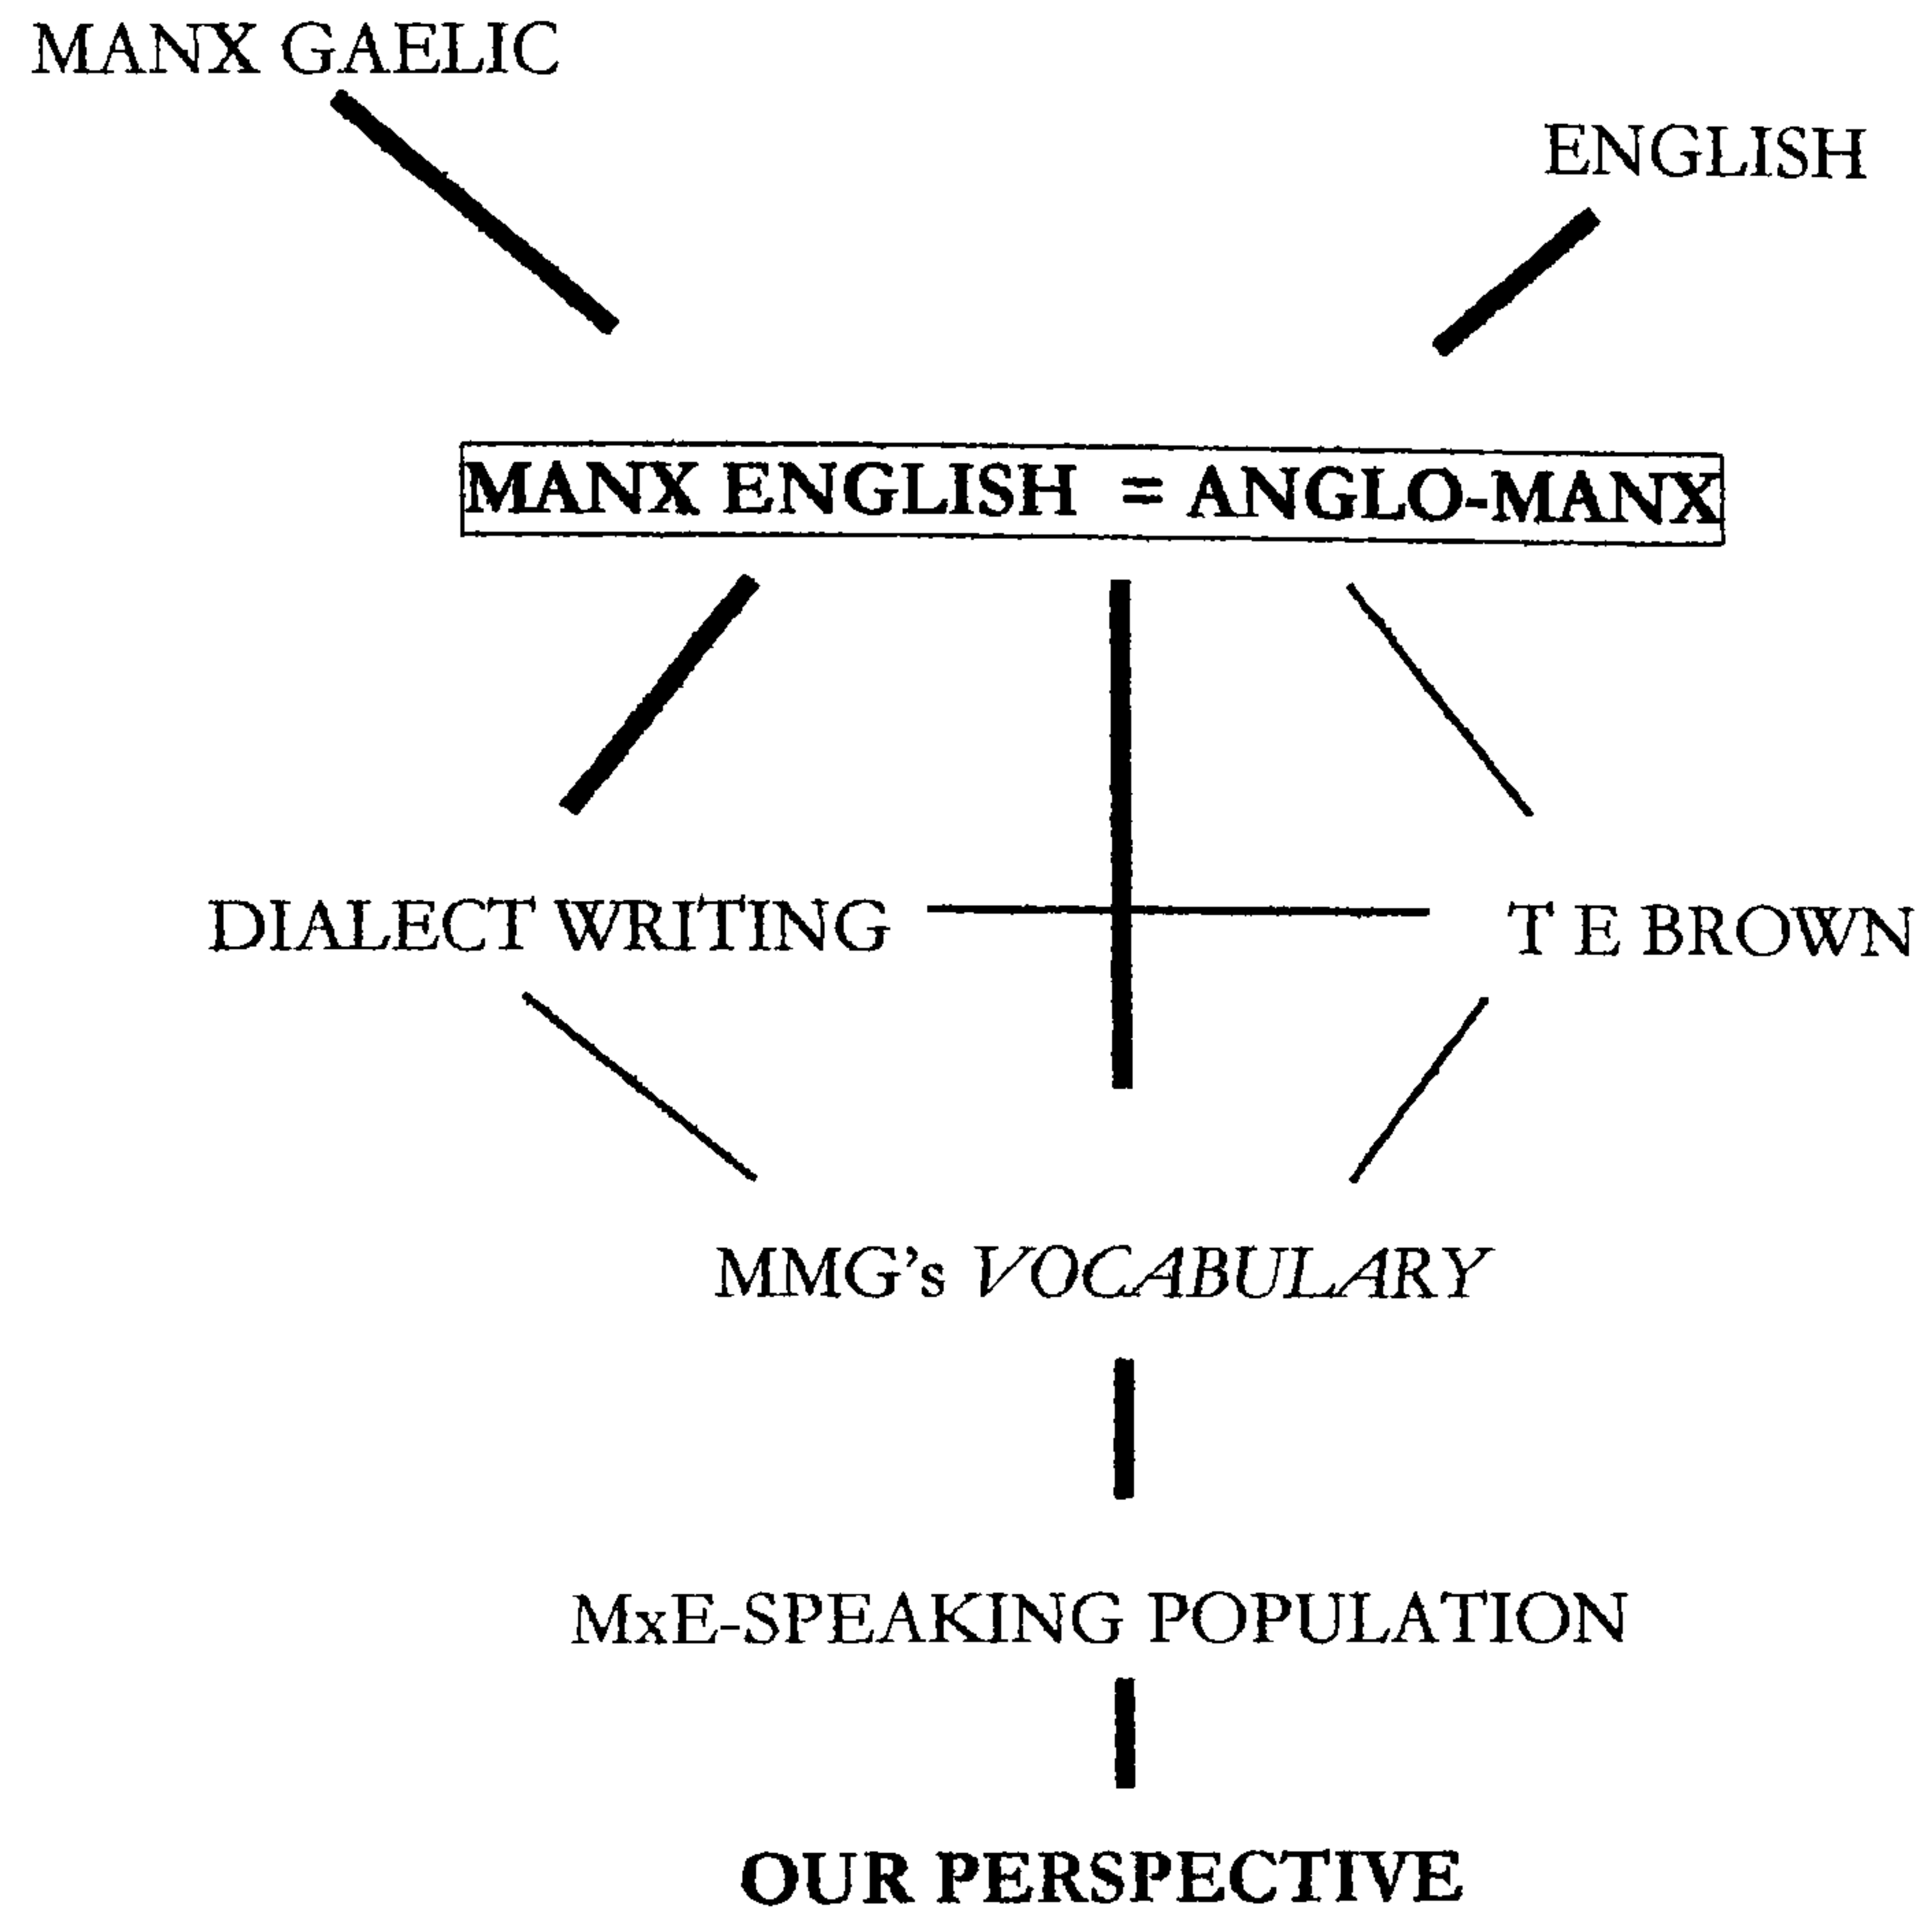 MANX GAELIC
ENGLISH
MANX ENGLISH = ANGLO-MANX
DIALECT WRITING
T E BROWN
MMG's VOCABULARY
MxE-SPEAKING POPULATION
OUR PERSPECTIVE